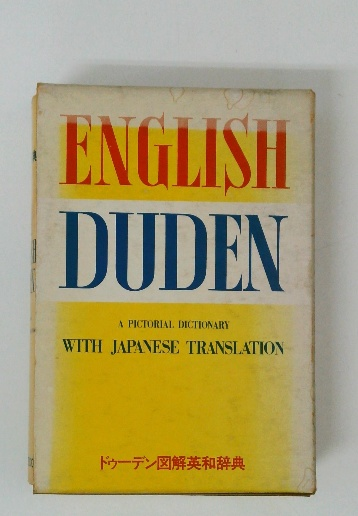 ENGLISH
DUDEN
A PICTORIAL DICTIONARY
WITH JAPANESE TRANSLATION
ドゥーデン図解英和辞典